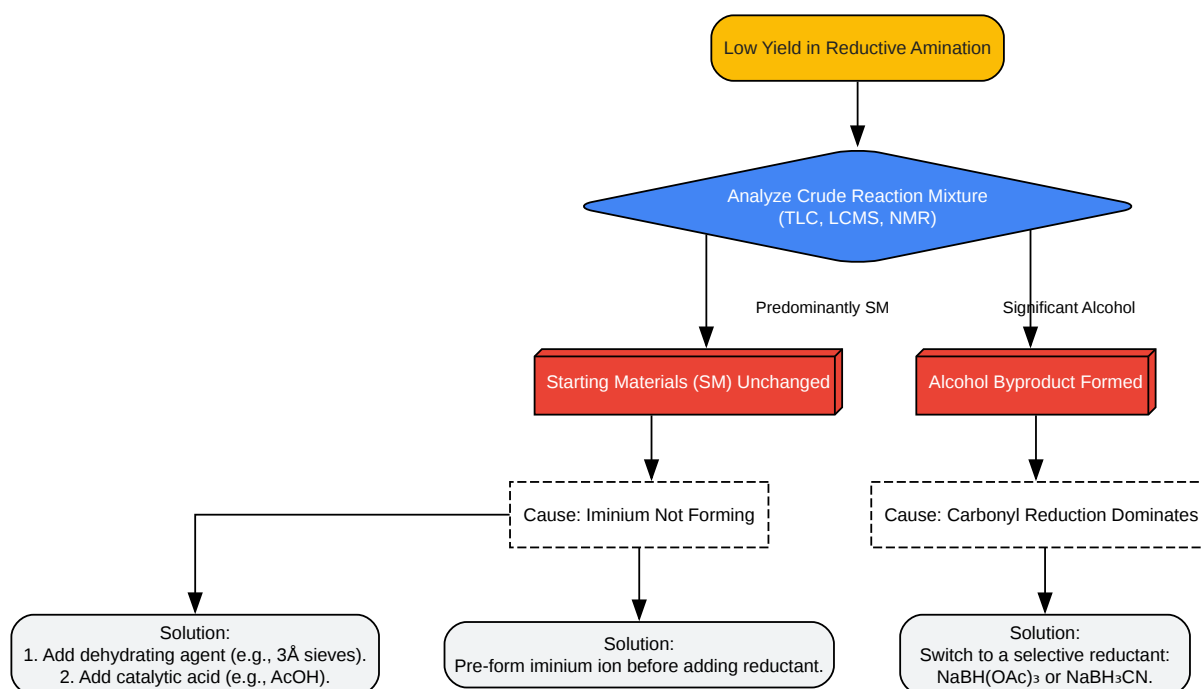 Low Yield in Reductive Amination
Analyze Crude Reaction Mixture
(TLC, LCMS, NMR)
Predominantly SM
Significant Alcohol
Starting Materials (SM) Unchanged
Alcohol Byproduct Formed
Cause: Iminium Not Forming
Cause: Carbonyl Reduction Dominates
Solution:
1. Add dehydrating agent (e.g., 3Å sieves).
2. Add catalytic acid (e.g., AcOH).
Solution:
Pre-form iminium ion before adding reductant.
Solution:
Switch to a selective reductant:
NaBH(OAc)₃ or NaBH₃CN.